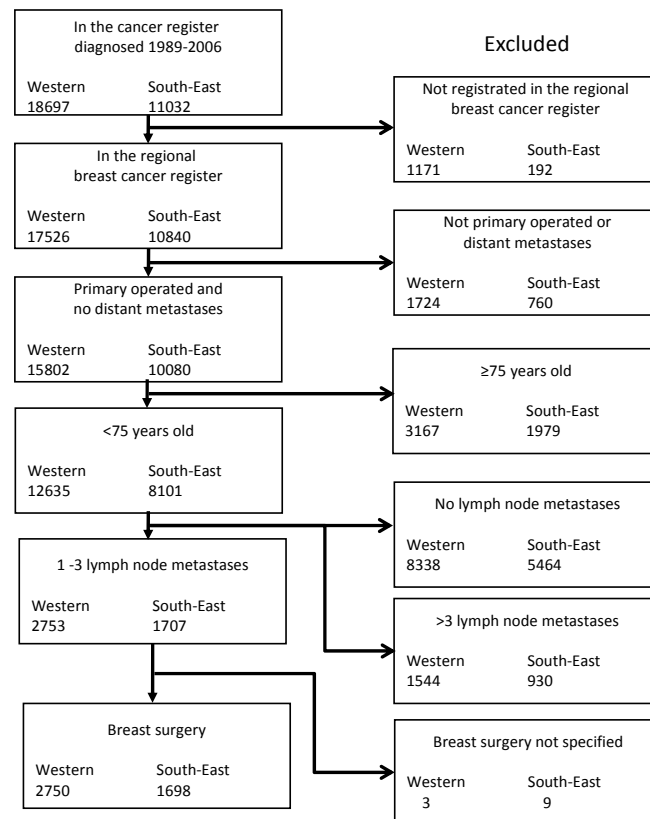 In the cancer register
diagnosed 1989-2006
Western South-East
18697 11032
Excluded
Not registrated in the regional
breast cancer register
Western South-East
1171 192
In the regional
breast cancer register
Western South-East
17526 10840
Not primary operated or
distant metastases
Western South-East
1724 760
Primary operated and
no distant metastases
Western South-East
15802 10080
≥75 years old
Western South-East
3167 1979
<75 years old
Western South-East
12635 8101
No lymph node metastases
Western South-East
8338 5464
1 -3 lymph node metastases
Western South-East
2753 1707
>3 lymph node metastases
Western South-East
1544 930
Breast surgery
Western South-East
2750 1698
Breast surgery not specified
Western South-East
3 9